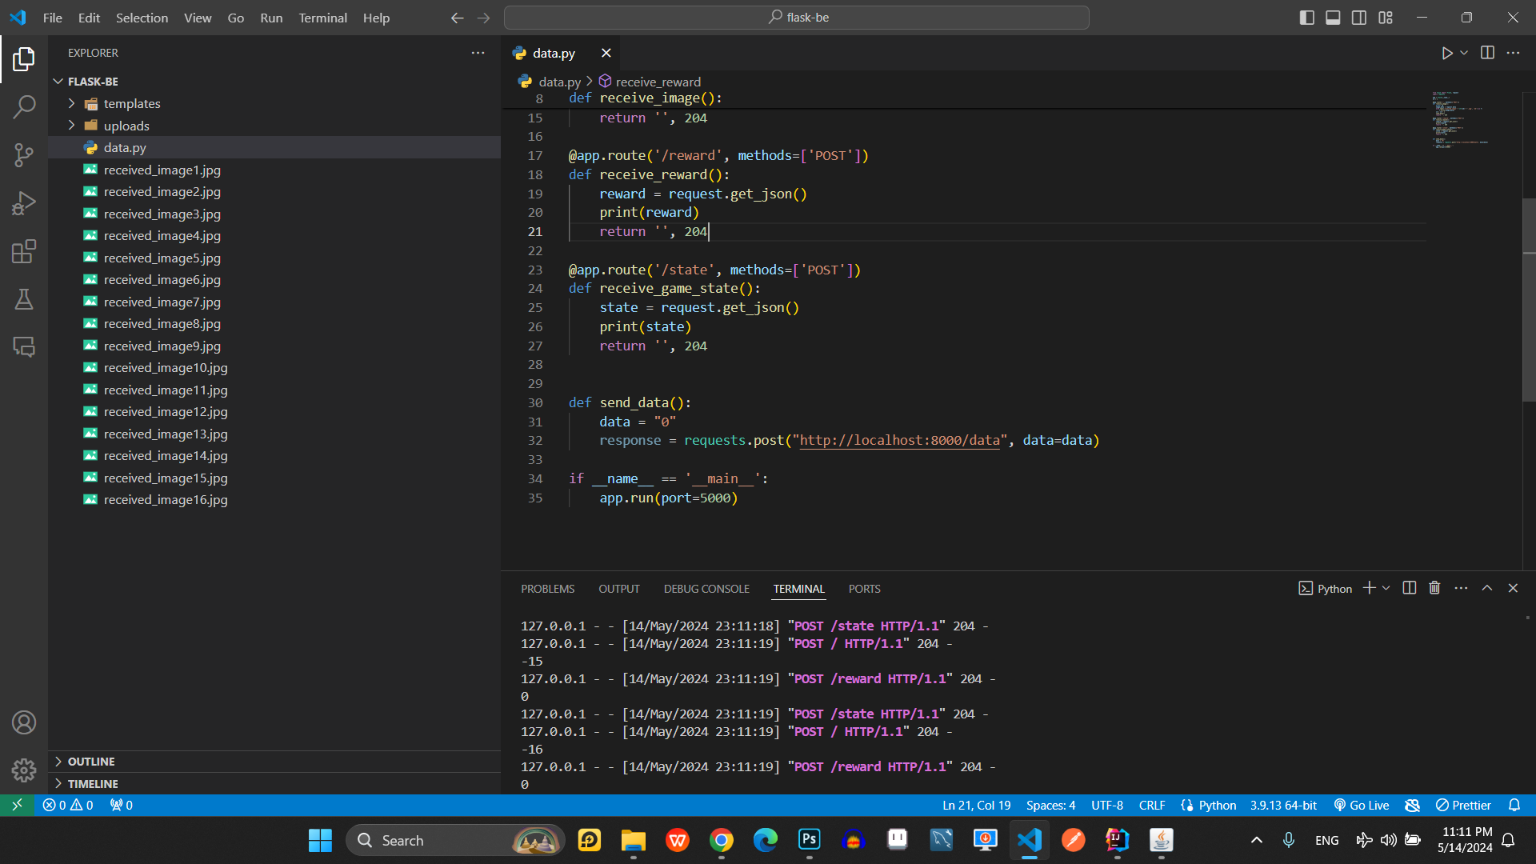 File Edit Selection View Go Run Terminal Help
flask-be
EXPLORER
FLASK-BE
templates
uploads
data.py
received_image1.jpg
received_image2.jpg
received_image3.jpg
received_image4.jpg
received_image5.jpg
received_image6.jpg
received_image7.jpg
received_image8.jpg
received_image9.jpg
received_image10.jpg
received_image11.jpg
received_image12.jpg
received_image13.jpg
received_image14.jpg
received_image15.jpg
received_image16.jpg
OUTLINE
TIMELINE
data.py
data.py > receive_reward
8 def receive_image():
15 return '', 204
16
17 @app.route('/reward', methods=['POST'])
18 def receive_reward():
19 reward = request.get_json()
20 print(reward)
21 return '', 204
22
23 @app.route('/state', methods=['POST'])
24 def receive_game_state():
25 state = request.get_json()
26 print(state)
27 return '', 204
28
29
30 def send_data():
31 data = "0"
32 response = requests.post("http://localhost:8000/data", data=data)
33
34 if __name__ == '__main__':
35 app.run(port=5000)
PROBLEMS OUTPUT DEBUG CONSOLE TERMINAL PORTS
Python
127.0.0.1 - - [14/May/2024 23:11:18] "POST /state HTTP/1.1" 204 -
127.0.0.1 - - [14/May/2024 23:11:19] "POST / HTTP/1.1" 204 -
-15
127.0.0.1 - - [14/May/2024 23:11:19] "POST /reward HTTP/1.1" 204 -
0
127.0.0.1 - - [14/May/2024 23:11:19] "POST /state HTTP/1.1" 204 -
127.0.0.1 - - [14/May/2024 23:11:19] "POST / HTTP/1.1" 204 -
-16
127.0.0.1 - - [14/May/2024 23:11:19] "POST /reward HTTP/1.1" 204 -
0
0 0 0 Ln 21, Col 19 Spaces: 4 UTF-8 CRLF Python 3.9.13 64-bit Go Live Prettier
Search
Ps
ENG
11:11 PM
5/14/2024